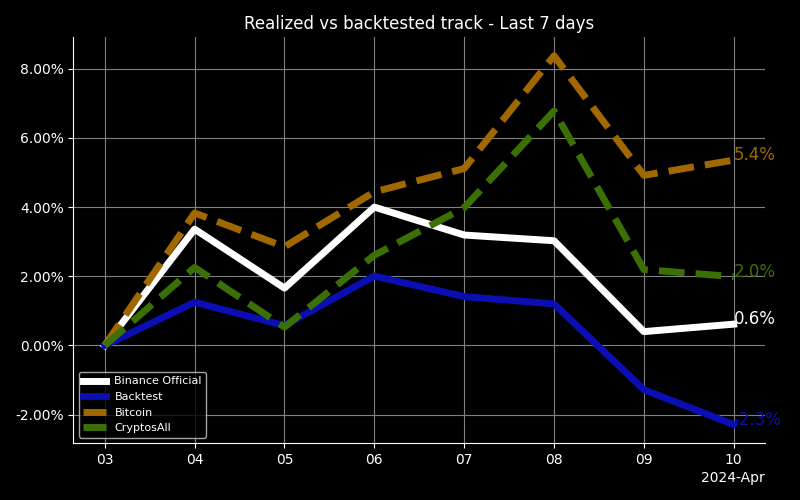 Realized vs backtested track - Last 7 days
8.00%
6.00%
4.00%
2.00%
0.00%
-2.00%
5.4%
2.0%
0.6%
-2.3%
Binance Official
Backtest
Bitcoin
CryptosAll
03 04 05 06 07 08 09 10
2024-Apr